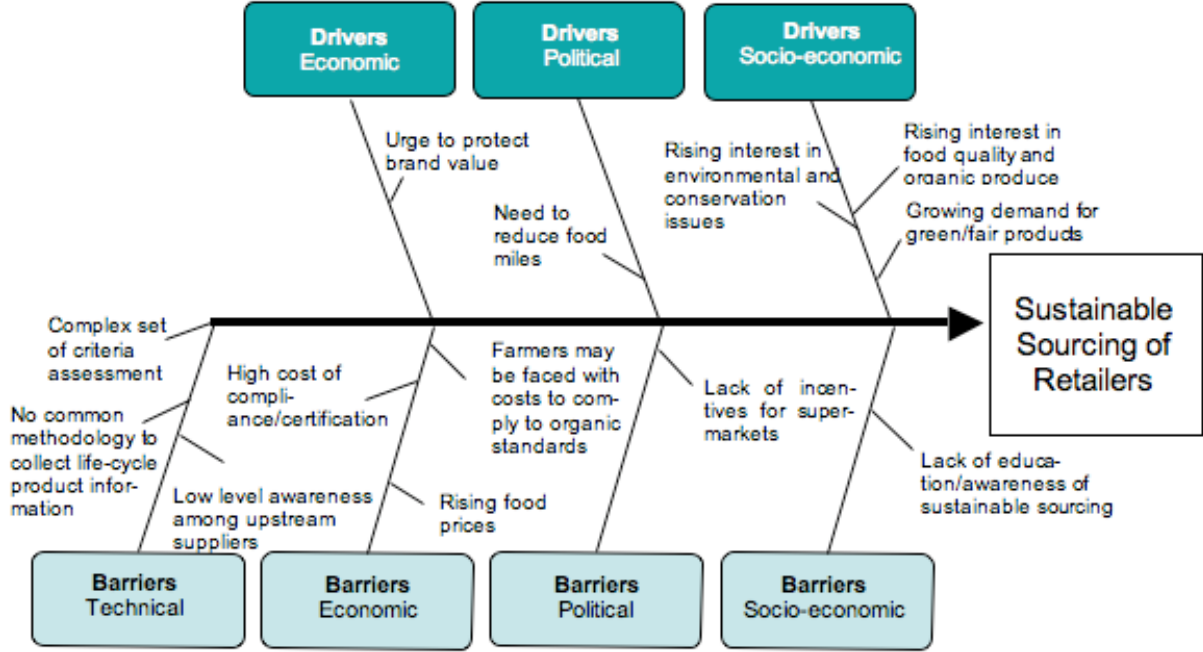 Drivers
Economic
Drivers
Political
Drivers
Socio-economic
Urge to protect
brand value
Need to
reduce food
miles
Rising interest in
environmental and
conservation
issues
Rising interest in
food quality and
organic produce
Growing demand for
green/fair products
Sustainable
Sourcing of
Retailers
Complex set
of criteria
assessment
No common
methodology to
collect life-cycle
product infor-
mation
Low level awareness
among upstream
suppliers
High cost of
compli-
ance/certification
Farmers may
be faced with
costs to com-
ply to organic
standards
Rising food
prices
Lack of incen-
tives for super-
markets
Lack of educa-
tion/awareness of
sustainable sourcing
Barriers
Technical
Barriers
Economic
Barriers
Political
Barriers
Socio-economic